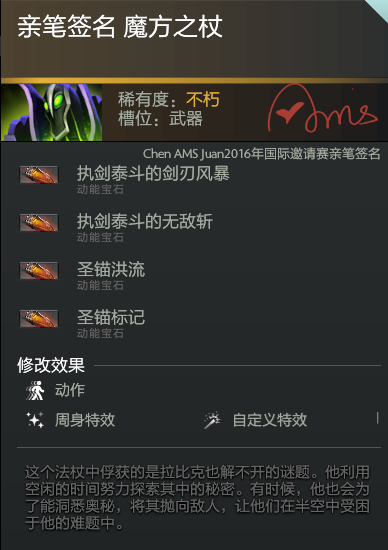 亲笔签名 魔方之杖
稀有度：不朽
槽位：武器
Ams
Chen AMS Juan2016年国际邀请赛亲笔签名
执剑泰斗的剑刃风暴
动能宝石
执剑泰斗的无敌斩
动能宝石
圣锚洪流
动能宝石
圣锚标记
动能宝石
修改效果
动作
周身特效
自定义特效
这个法杖中俘获的是拉比克也解不开的谜题。他利用
空闲的时间努力探索其中的秘密。有时候，他也会为
了能洞悉奥秘，将其抛向敌人，让他们在半空中受困
于他的难题中。